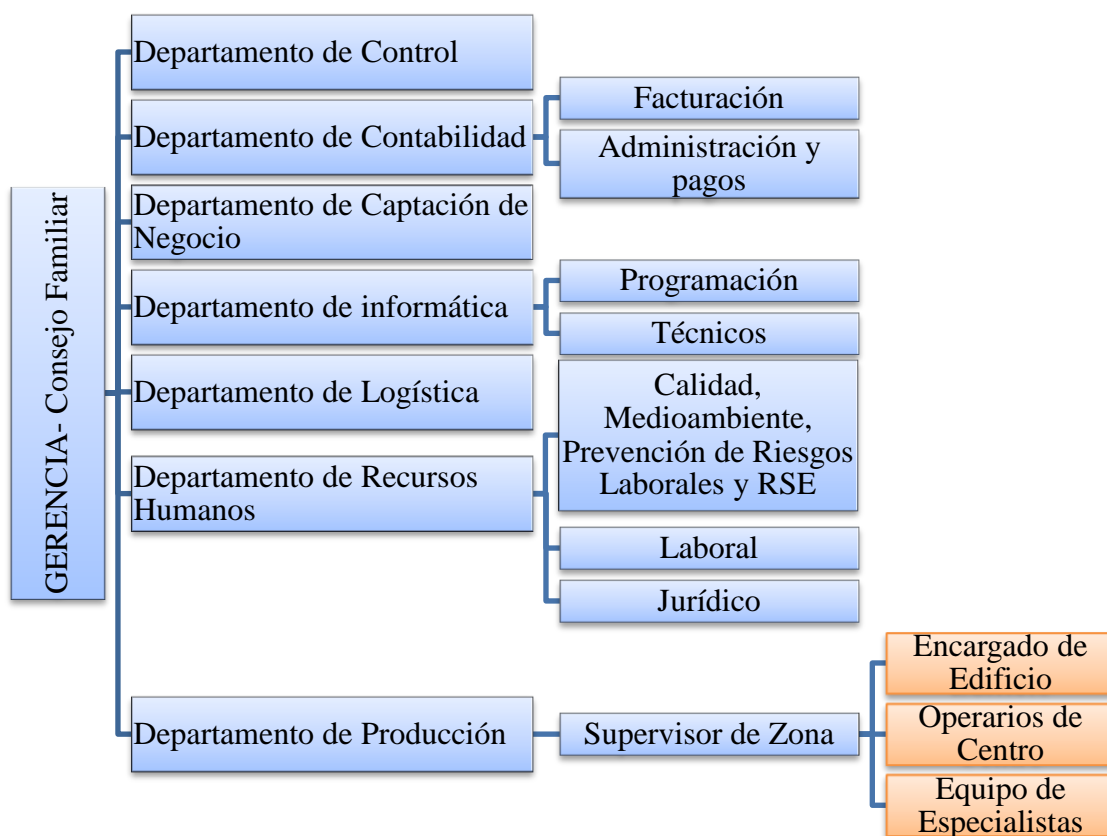 GERENCIA- Consejo Familiar
Departamento de Control
Departamento de Contabilidad
Facturación
Administración y
pagos
Departamento de Captación de
Negocio
Departamento de informática
Programación
Técnicos
Departamento de Logística
Departamento de Recursos
Humanos
Calidad,
Medioambiente,
Prevención de Riesgos
Laborales y RSE
Laboral
Jurídico
Departamento de Producción
Supervisor de Zona
Encargado de
Edificio
Operarios de
Centro
Equipo de
Especialistas